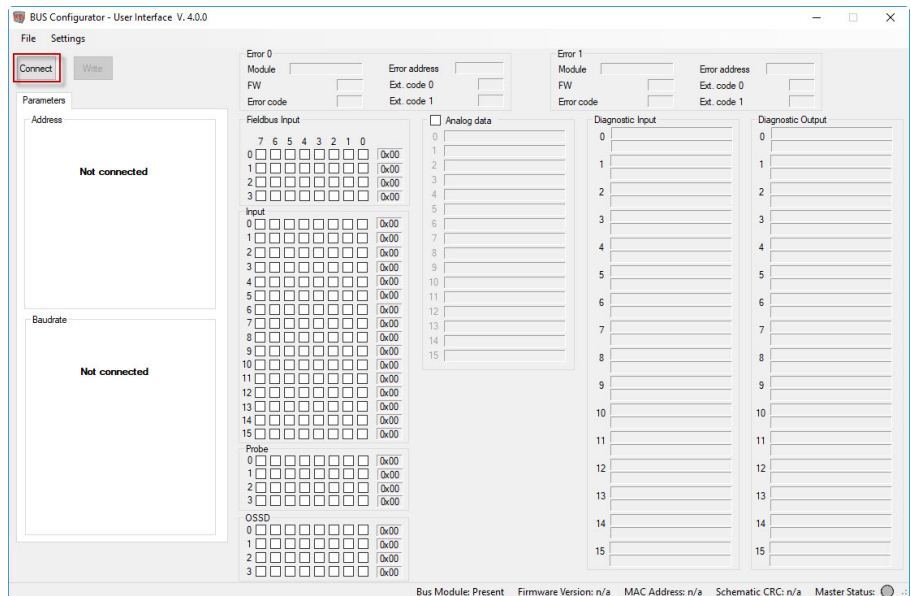 BUS Configurator - User Interface V. 4.0.0
File Settings
Connect Write
Parameters
Address
Not connected
Baudrate
Not connected
Error 0
Module Error address
FW Ext. code 0
Error code Ext. code 1
Error 1
Module Error address
FW Ext. code 0
Error code Ext. code 1
Fieldbus Input
7 6 5 4 3 2 1 0
0 0x00
1 0x00
2 0x00
3 0x00
Input
0 0x00
1 0x00
2 0x00
3 0x00
4 0x00
5 0x00
6 0x00
7 0x00
8 0x00
9 0x00
10 0x00
11 0x00
12 0x00
13 0x00
14 0x00
15 0x00
Probe
0 0x00
1 0x00
2 0x00
3 0x00
OSSD
0 0x00
1 0x00
2 0x00
3 0x00
Analog data
0
1
2
3
4
5
6
7
8
9
10
11
12
13
14
15
Diagnostic Input
0
1
2
3
4
5
6
7
8
9
10
11
12
13
14
15
Diagnostic Output
0
1
2
3
4
5
6
7
8
9
10
11
12
13
14
15
Bus Module: Present Firmware Version: n/a MAC Address: n/a Schematic CRC: n/a Master Status: